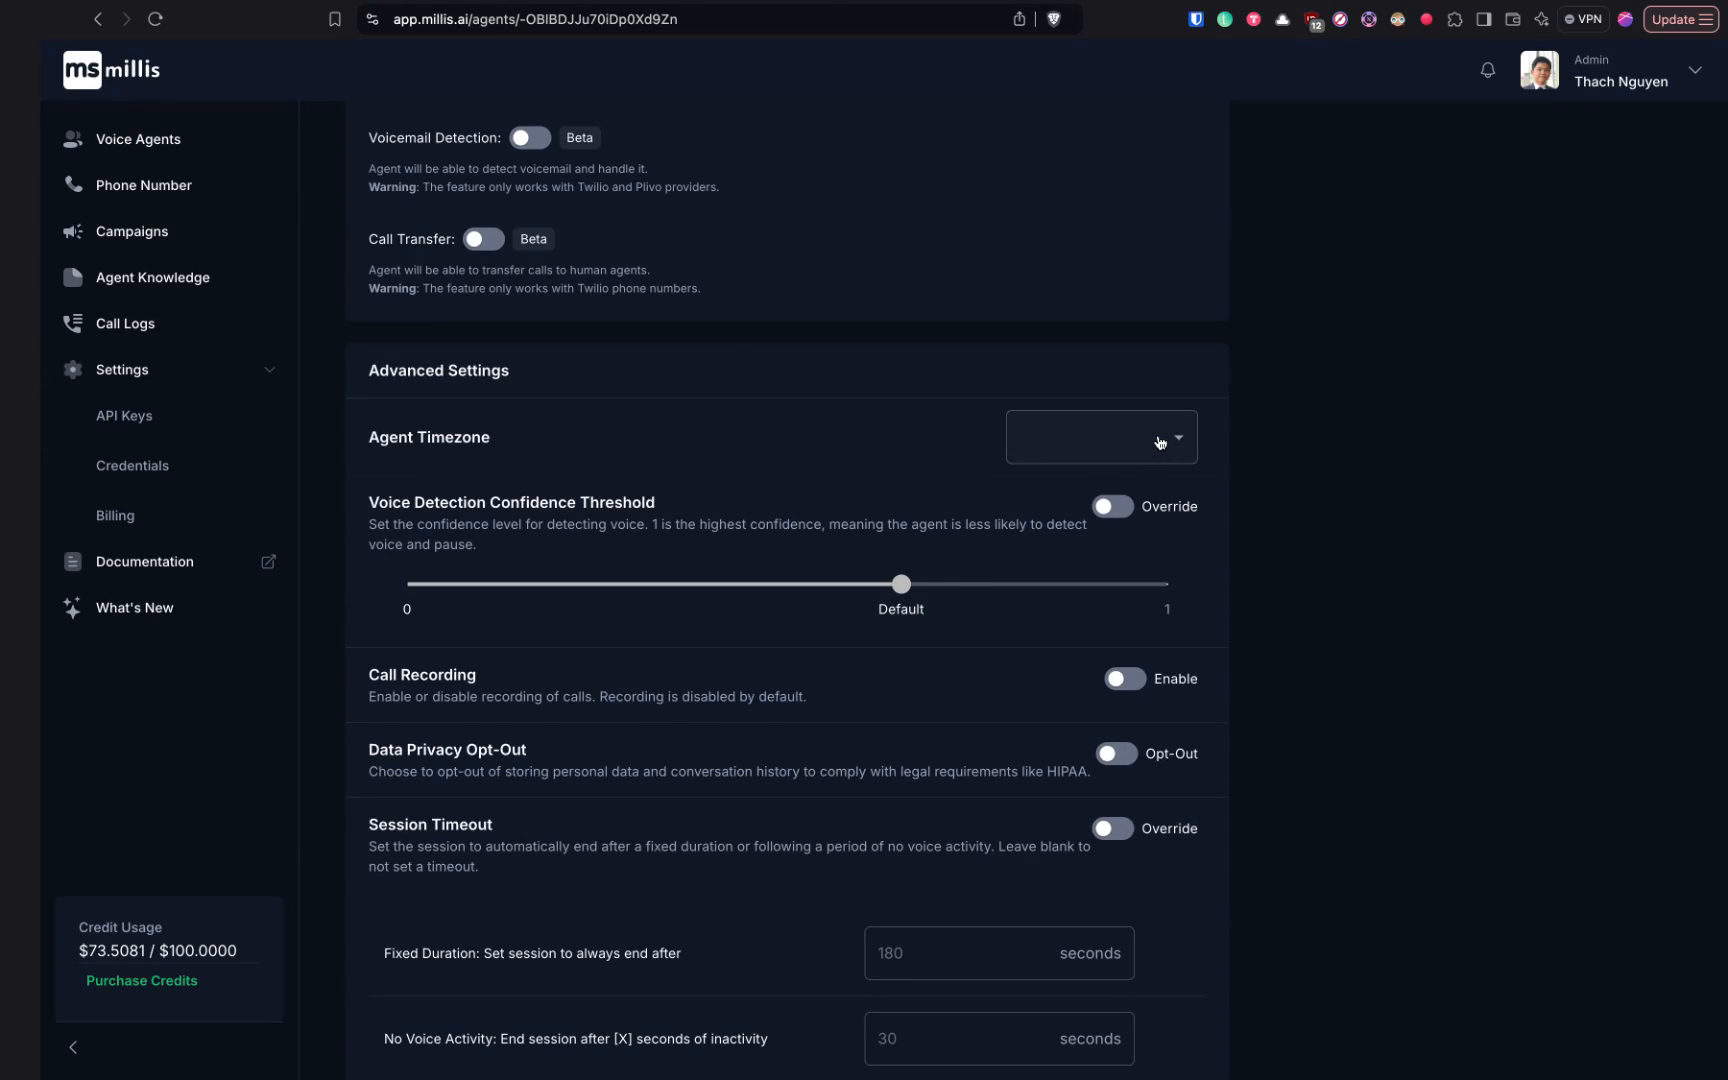 app.millis.ai/agents/-OBIBDJJu70iDp0Xd9Zn
12
VPN
Update
ms millis
Admin
Thach Nguyen
Voice Agents
Phone Number
Campaigns
Agent Knowledge
Call Logs
Settings
API Keys
Credentials
Billing
Documentation
What's New
Credit Usage
$73.5081 / $100.0000
Purchase Credits
Voicemail Detection:
Beta
Agent will be able to detect voicemail and handle it.
Warning: The feature only works with Twilio and Plivo providers.
Call Transfer:
Beta
Agent will be able to transfer calls to human agents.
Warning: The feature only works with Twilio phone numbers.
Advanced Settings
Agent Timezone
Voice Detection Confidence Threshold
Override
Set the confidence level for detecting voice. 1 is the highest confidence, meaning the agent is less likely to detect
voice and pause.
0
Default
1
Call Recording
Enable
Enable or disable recording of calls. Recording is disabled by default.
Data Privacy Opt-Out
Opt-Out
Choose to opt-out of storing personal data and conversation history to comply with legal requirements like HIPAA.
Session Timeout
Override
Set the session to automatically end after a fixed duration or following a period of no voice activity. Leave blank to
not set a timeout.
Fixed Duration: Set session to always end after
180
seconds
No Voice Activity: End session after [X] seconds of inactivity
30
seconds